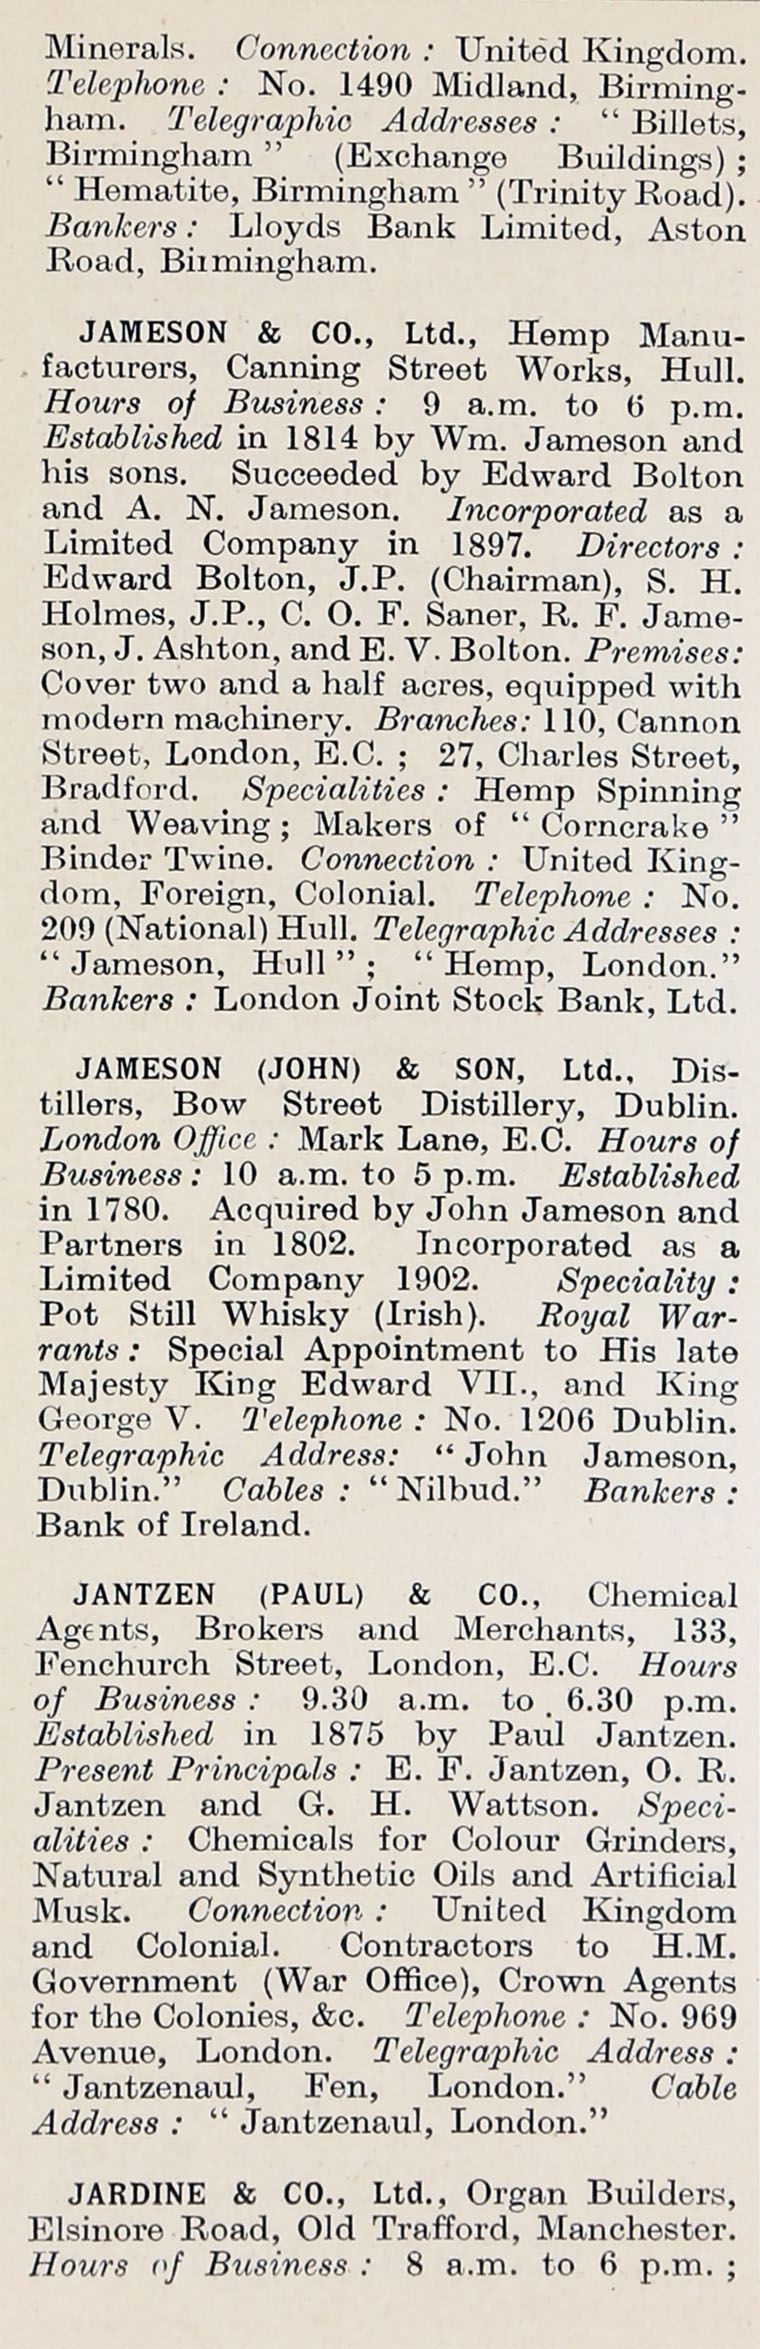 Minerals. Connection : United Kingdom.
Telephone : No. 1490 Midland, Birming-
ham. Telegraphic Addresses : “ Billets,
Birmingham ” (Exchange Buildings) ;
“ Hematite, Birmingham ” (Trinity Road).
Bankers : Lloyds Bank Limited, Aston
Road, Birmingham.
JAMESON & CO., Ltd., Hemp Manu-
facturers, Canning Street Works, Hull.
Hours of Business : 9 a.m. to 6 p.m.
Established in 1814 by Wm. Jameson and
his sons. Succeeded by Edward Bolton
and A. N. Jameson. Incorporated as a
Limited Company in 1897. Directors :
Edward Bolton, J.P. (Chairman), S. H.
Holmes, J.P., C. O. F. Saner, R. F. Jame-
son, J. Ashton, and E. V. Bolton. Premises:
Cover two and a half acres, equipped with
modern machinery. Branches: 110, Cannon
Street, London, E.C. ; 27, Charles Street,
Bradford. Specialities : Hemp Spinning
and Weaving ; Makers of “ Corncrake ”
Binder Twine. Connection : United King-
dom, Foreign, Colonial. Telephone : No.
209 (National) Hull. Telegraphic Addresses :
“ Jameson, Hull ” ; “ Hemp, London.”
Bankers : London Joint Stock Bank, Ltd.
JAMESON (JOHN) & SON, Ltd., Dis-
tillers, Bow Street Distillery, Dublin.
London Office : Mark Lane, E.C. Hours of
Business : 10 a.m. to 5 p.m. Established
in 1780. Acquired by John Jameson and
Partners in 1802. Incorporated as a
Limited Company 1902. Speciality :
Pot Still Whisky (Irish). Royal War-
rants : Special Appointment to His late
Majesty King Edward VII., and King
George V. Telephone : No. 1206 Dublin.
Telegraphic Address: “ John Jameson,
Dublin.” Cables : “ Nilbud.” Bankers :
Bank of Ireland.
JANTZEN (PAUL) & CO., Chemical
Agents, Brokers and Merchants, 133,
Fenchurch Street, London, E.C. Hours
of Business : 9.30 a.m. to 6.30 p.m.
Established in 1875 by Paul Jantzen.
Present Principals : E. F. Jantzen, O. R.
Jantzen and G. H. Wattson. Speci-
alities : Chemicals for Colour Grinders,
Natural and Synthetic Oils and Artificial
Musk. Connection : United Kingdom
and Colonial. Contractors to H.M.
Government (War Office), Crown Agents
for the Colonies, &c. Telephone : No. 969
Avenue, London. Telegraphic Address :
“ Jantzenaul, Fen, London.” Cable
Address : “ Jantzenaul, London.”
JARDINE & CO., Ltd., Organ Builders,
Elsinore Road, Old Trafford, Manchester.
Hours of Business : 8 a.m. to 6 p.m. ;